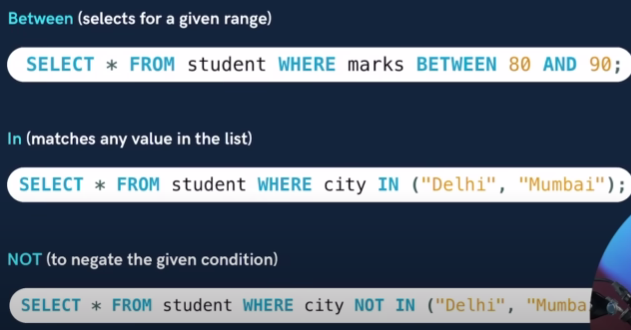 Between (selects for a given range)
SELECT * FROM student WHERE marks BETWEEN 80 AND 90;
In (matches any value in the list)
SELECT * FROM student WHERE city IN ("Delhi", "Mumbai");
NOT (to negate the given condition)
SELECT * FROM student WHERE city NOT IN ("Delhi", "Mumba